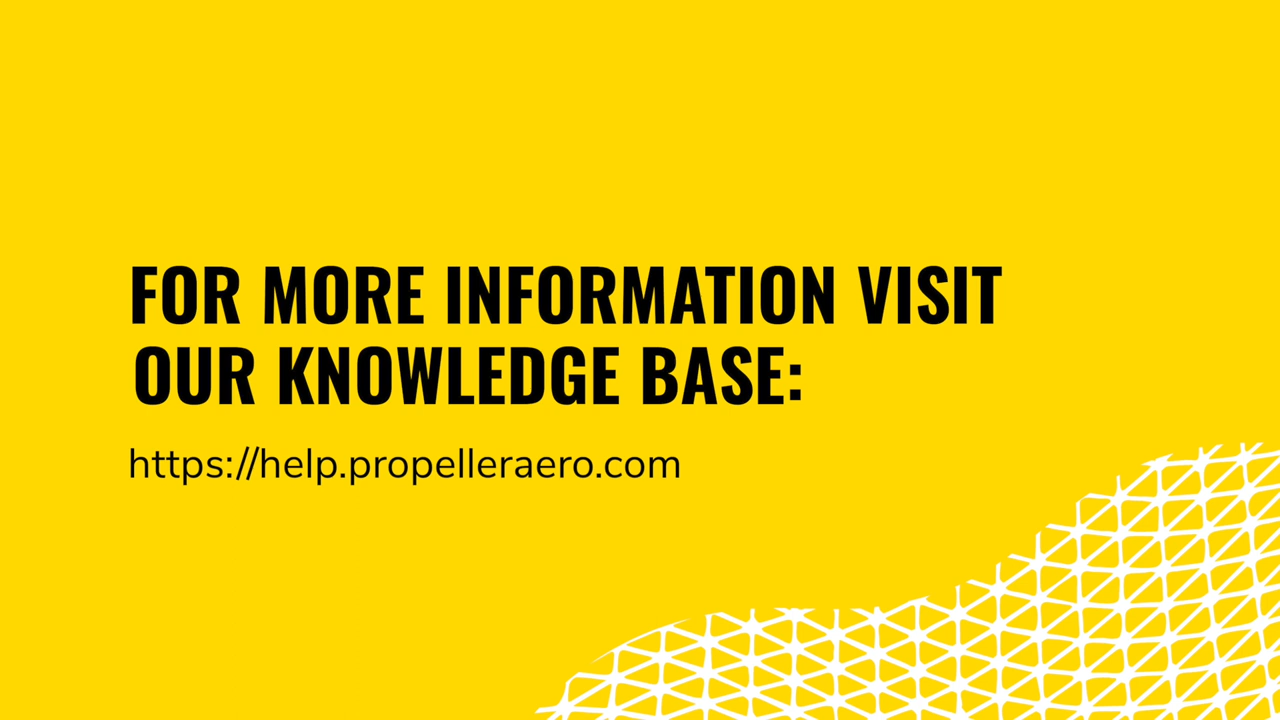 FOR MORE INFORMATION VISIT
OUR KNOWLEDGE BASE:
https://help.propelleraero.com